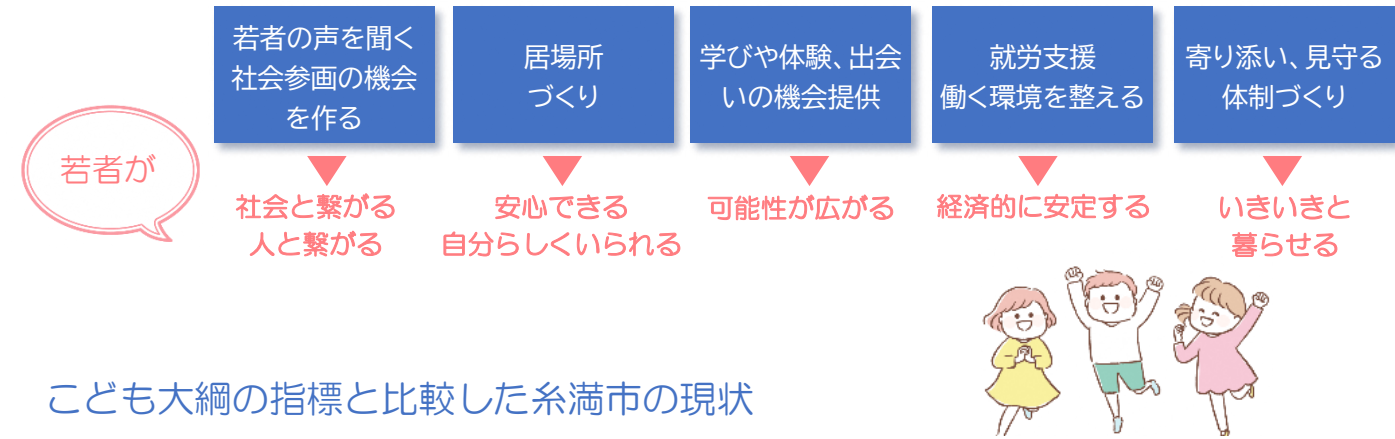 若者の声を聞く
社会参画の機会
を作る
居場所
づくり
学びや体験、出会
いの機会提供
就労支援
働く環境を整える
寄り添い、見守る
体制づくり
若者が
社会と繋がる
人と繋がる
安心できる
自分らしくいられる
可能性が広がる
経済的に安定する
いきいきと
暮らせる
こども大綱の指標と比較した糸満市の現状